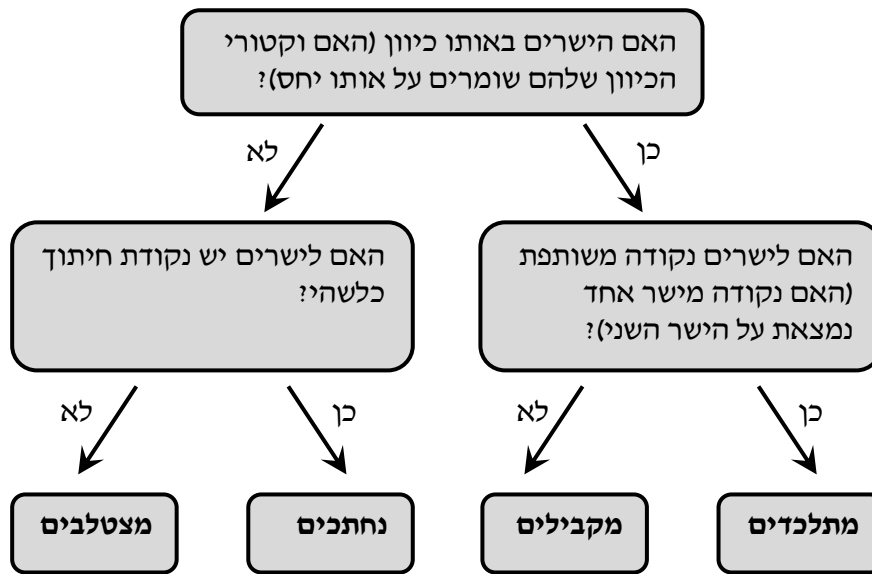 האם הישרים באותו כיוון (האם וקטורי
הכיוון שלהם שומרים על אותו יחס)?
כן
לא
האם לישרים נקודה משותפת
(האם נקודה מישר אחד
נמצאת על הישר השני)?
האם לישרים יש נקודת חיתוך
כלשהי?
כן
לא
כן
לא
מתלכדים
מקבילים
נחתכים
מצטלבים